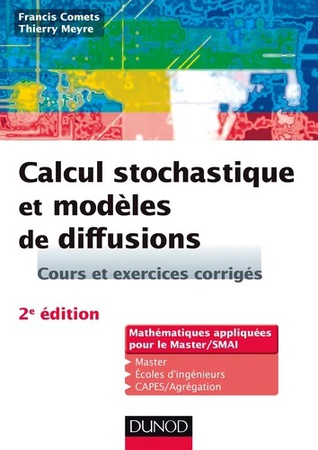 Francis Comets
Thierry Meyre
Calcul stochastique
et modèles
de diffusions
Cours et exercices corrigés
2e édition
Mathématiques appliquées
pour le Master/SMAI
Master
Écoles d'ingénieurs
CAPES/Agrégation
DUNOD